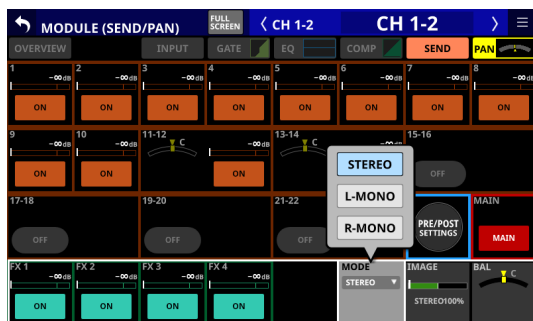 MODULE (SEND/PAN)
FULL SCREEN
CH 1-2
CH 1-2
OVERVIEW
INPUT
GATE
EQ
COMP
SEND
PAN
1
-∞dB
2
-∞dB
3
-∞dB
4
-∞dB
5
-∞dB
6
-∞dB
7
-∞dB
8
-∞dB
ON
ON
ON
ON
ON
ON
ON
ON
9
-∞dB
10
-∞dB
11-12
C
-∞dB
13-14
C
15-16
ON
ON
ON
OFF
STEREO
L-MONO
R-MONO
17-18
19-20
21-22
MAIN
OFF
OFF
PRE/POST
SETTINGS
MAIN
FX 1
-∞dB
FX 2
-∞dB
FX 3
-∞dB
FX 4
-∞dB
MODE
IMAGE
BAL
C
STEREO
STEREO100%
ON
ON
ON
ON